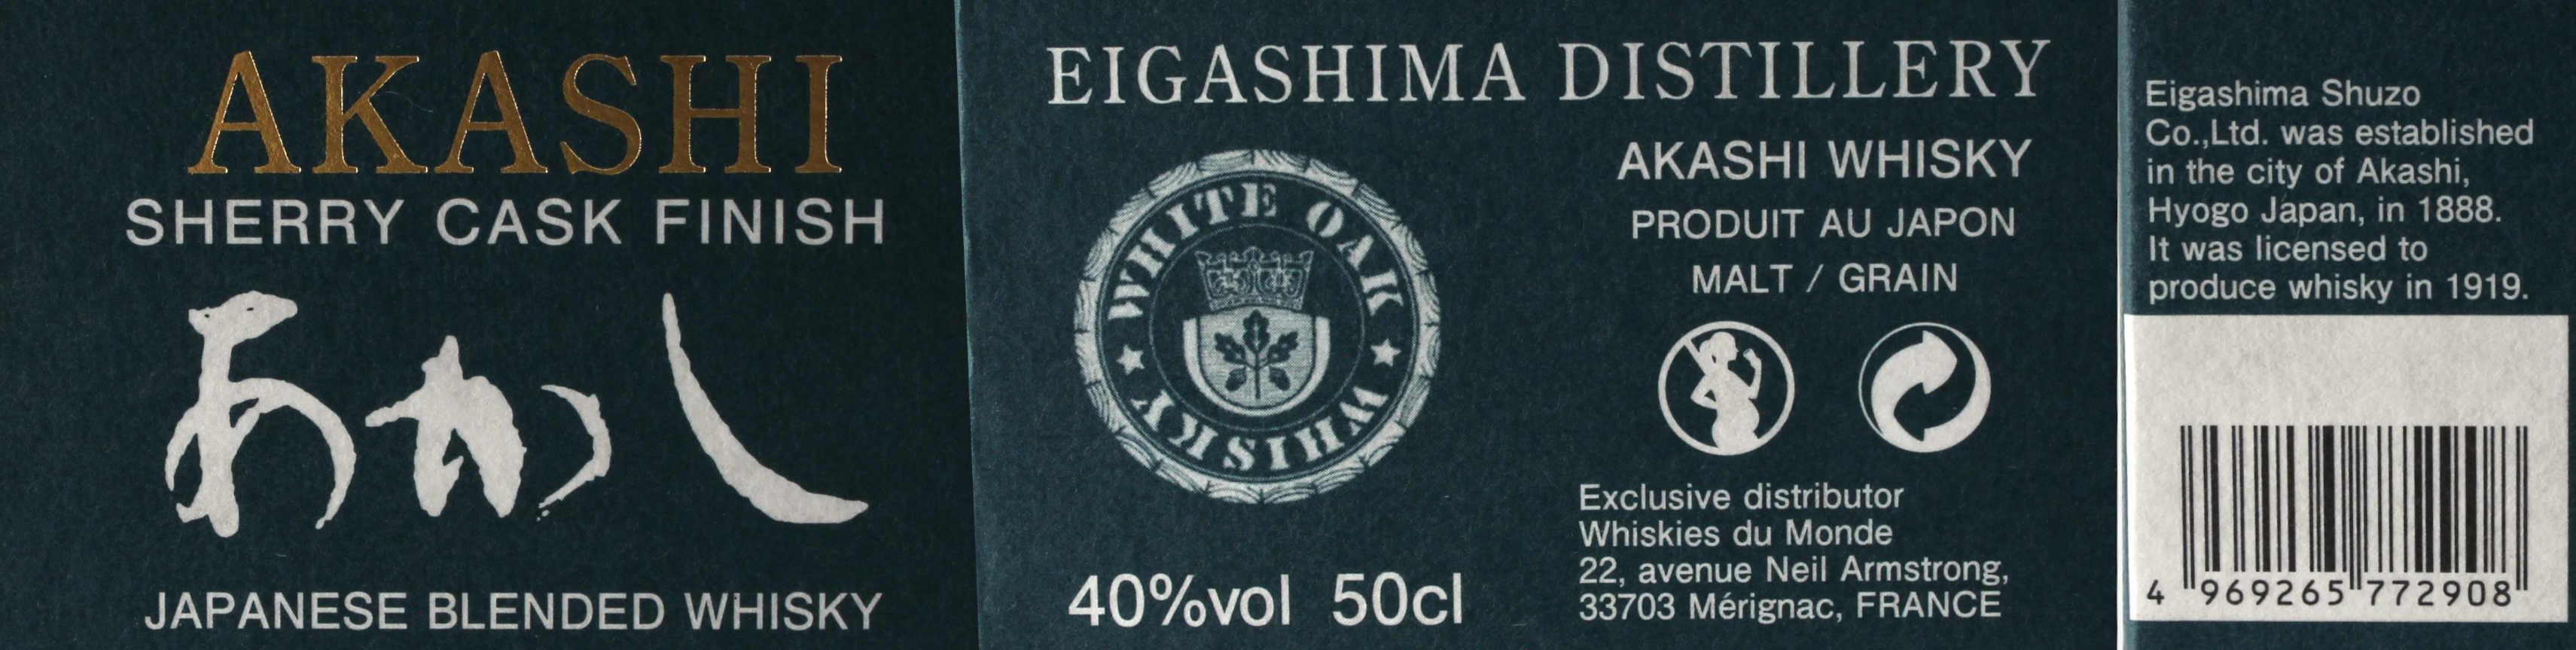 AKASHI
SHERRY CASK FINISH
あかし
JAPANESE BLENDED WHISKY
EIGASHIMA DISTILLERY
WHITE OAK
★ WHISKY ★
40%vol 50cl
AKASHI WHISKY
PRODUIT AU JAPON
MALT / GRAIN
Exclusive distributor
Whiskies du Monde
22, avenue Neil Armstrong,
33703 Mérignac, FRANCE
Eigashima Shuzo
Co.,Ltd. was established
in the city of Akashi,
Hyogo Japan, in 1888.
It was licensed to
produce whisky in 1919.
4 969265 772908